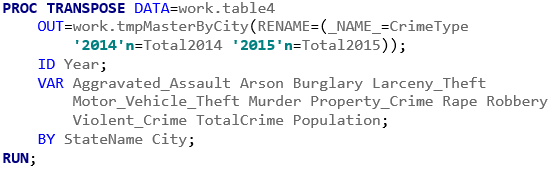 PROC TRANSPOSE DATA=work.table4
OUT=work.tmpMasterByCity(RENAME=(_NAME_=CrimeType
'2014'n=Total2014 '2015'n=Total2015));
ID Year;
VAR Aggravated_Assault Arson Burglary Larceny_Theft
Motor_Vehicle_Theft Murder Property_Crime Rape Robbery
Violent_Crime TotalCrime Population;
BY StateName City;
RUN;